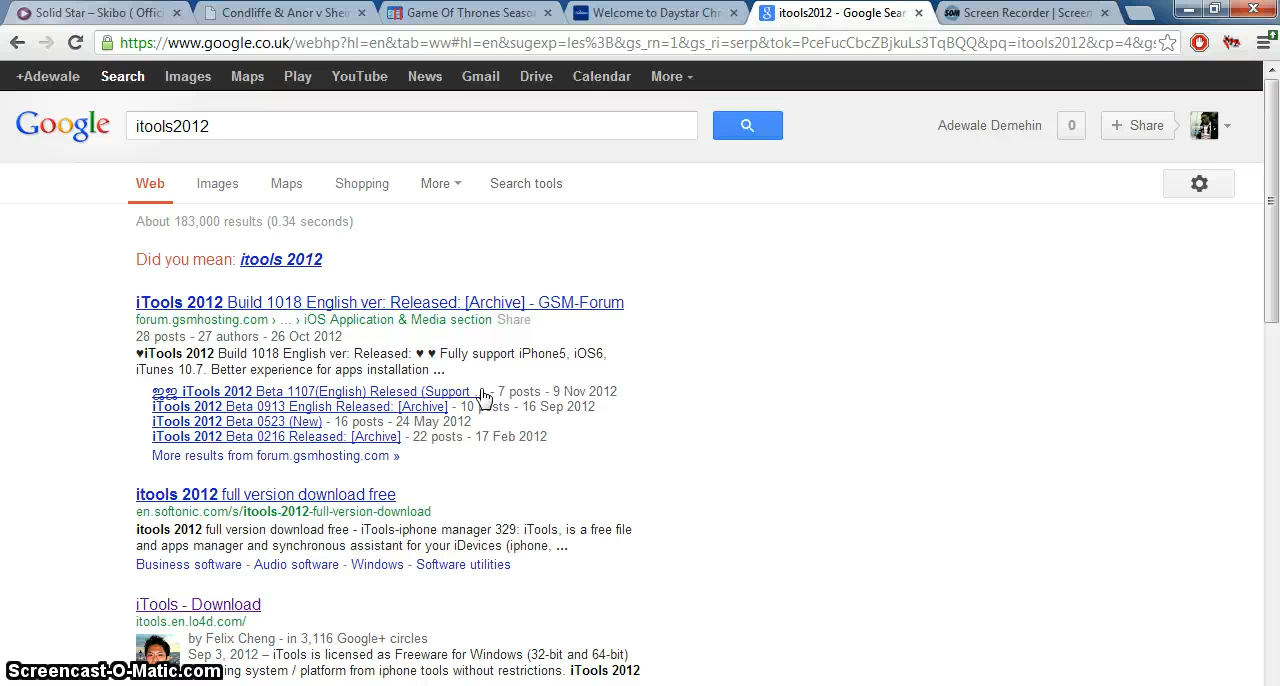 Solid Star – Skibo ( Offici
Condliffe & Anorv Shei
Game Of Thrones Season
Welcome to Daystar Chr
itools2012 - Google Sear
Screen Recorder | Screen
https://www.google.co.uk/webhp?hl=en&tab=ww#hl=en&sugexp=les%3B&gs_rn=1&gs_ri=serp&tok=PceFucCbcZBjkuLs3TqBQQ&pq=itools2012&cp=4&gs
+Adewale Search Images Maps Play YouTube News Gmail Drive Calendar More
Google itools2012 Adewale Demehin 0 + Share
Web Images Maps Shopping More Search tools
About 183,000 results (0.34 seconds)
Did you mean: itools 2012
iTools 2012 Build 1018 English ver: Released: [Archive] - GSM-Forum
forum.gsmhosting.com › ... › iOS Application & Media section Share
28 posts - 27 authors - 26 Oct 2012
♥iTools 2012 Build 1018 English ver: Released: ♥ ♥ Fully support iPhone5, iOS6,
iTunes 10.7. Better experience for apps installation ...
ஜஜ iTools 2012 Beta 1107(English) Relesed (Support ... - 7 posts - 9 Nov 2012
iTools 2012 Beta 0913 English Released: [Archive] - 10 posts - 16 Sep 2012
iTools 2012 Beta 0523 (New) - 16 posts - 24 May 2012
iTools 2012 Beta 0216 Released: [Archive] - 22 posts - 17 Feb 2012
More results from forum.gsmhosting.com »
itools 2012 full version download free
en.softonic.com/s/itools-2012-full-version-download
itools 2012 full version download free - iTools-iphone manager 329: iTools, is a free file
and apps manager and synchronous assistant for your iDevices (iphone, ...
Business software - Audio software - Windows - Software utilities
iTools - Download
itools.en.lo4d.com/
by Felix Cheng - in 3,116 Google+ circles
Sep 3, 2012 – iTools is licensed as Freeware for Windows (32-bit and 64-bit)
system / platform from iphone tools without restrictions. iTools 2012
Screencast-O-Matic.com